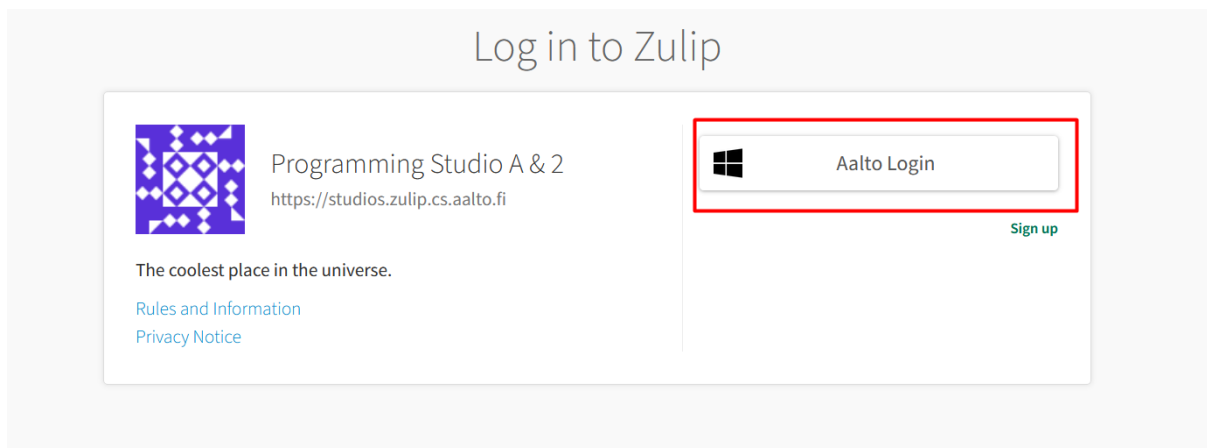 Log in to Zulip
Programming Studio A & 2
https://studios.zulip.cs.aalto.fi
The coolest place in the universe.
Rules and Information
Privacy Notice
Aalto Login
Sign up